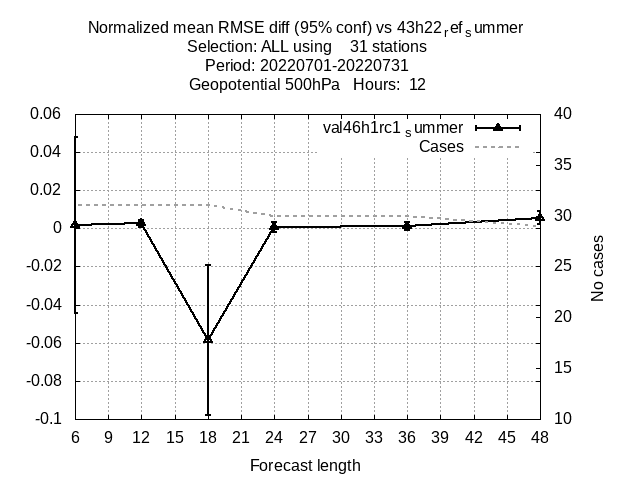 Normalized mean RMSE diff (95% conf) vs 43h22refsummer
Selection: ALL using 31 stations
Period: 20220701-20220731
Geopotential 500hPa Hours: 12
val46h1rc1summer
Cases
0.06
0.04
0.02
0
-0.02
-0.04
-0.06
-0.08
-0.1
40
35
30
25
20
15
10
No cases
6 9 12 15 18 21 24 27 30 33 36 39 42 45 48
Forecast length